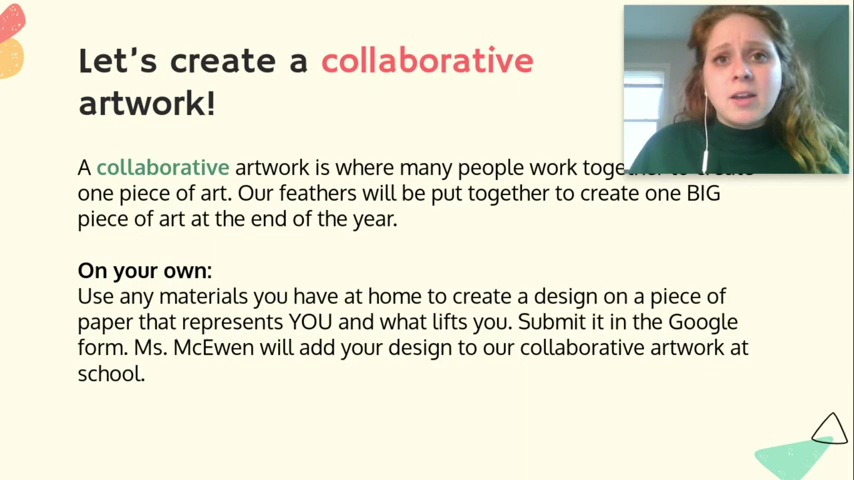 Let's create a collaborative
artwork!
A collaborative artwork is where many people work together to create
one piece of art. Our feathers will be put together to create one BIG
piece of art at the end of the year.
On your own:
Use any materials you have at home to create a design on a piece of
paper that represents YOU and what lifts you. Submit it in the Google
form. Ms. McEwen will add your design to our collaborative artwork at
school.